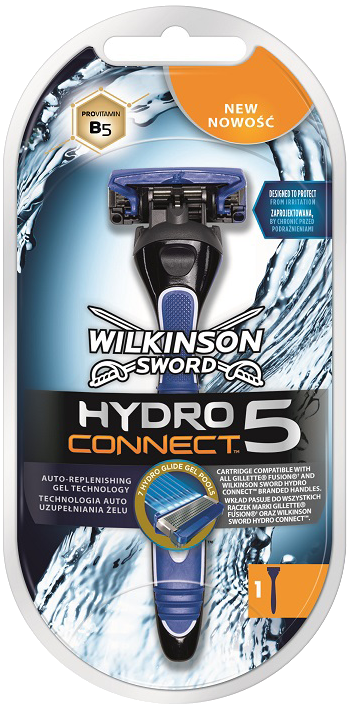 PROVITAMIN
B5
NEW
NOWOŚĆ
DESIGNED TO PROTECT
FROM IRRITATION
ZAPROJEKTOWANA,
BY CHRONIĆ PRZED
PODRAŻNIENIAMI
WILKINSON
SWORD
HYDRO 5
CONNECT™
AUTO-REPLENISHING
GEL TECHNOLOGY
TECHNOLOGIA AUTO
UZUPEŁNIANIA ŻELU
7 HYDRO GLIDE GEL POOLS
CARTRIDGE COMPATIBLE WITH
ALL GILLETTE® FUSION®¹ AND
WILKINSON SWORD HYDRO
CONNECT™ BRANDED HANDLES.
WKŁAD PASUJE DO WSZYSTKICH
RĄCZEK MARKI GILLETTE®
FUSION®¹ ORAZ WILKINSON
SWORD HYDRO CONNECT™.
1